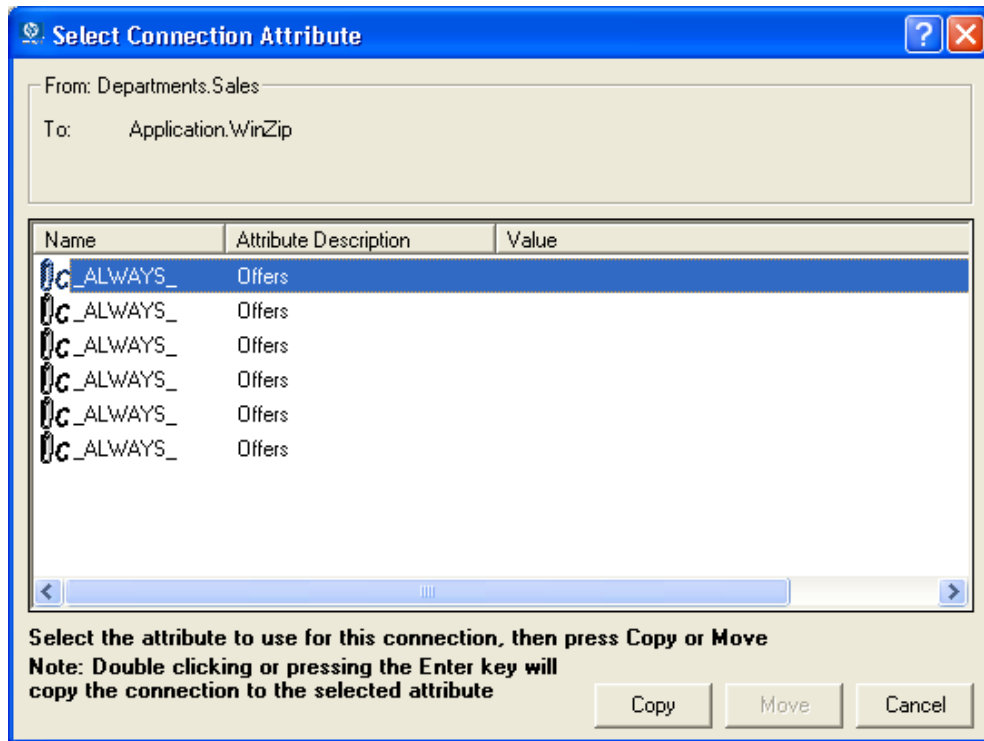 Select Connection Attribute
From: Departments.Sales
To: Application.WinZip
Name Attribute Description Value
_ALWAYS_ Offers
_ALWAYS_ Offers
_ALWAYS_ Offers
_ALWAYS_ Offers
_ALWAYS_ Offers
_ALWAYS_ Offers
Select the attribute to use for this connection, then press Copy or Move
Note: Double clicking or pressing the Enter key will
copy the connection to the selected attribute
Copy Move Cancel